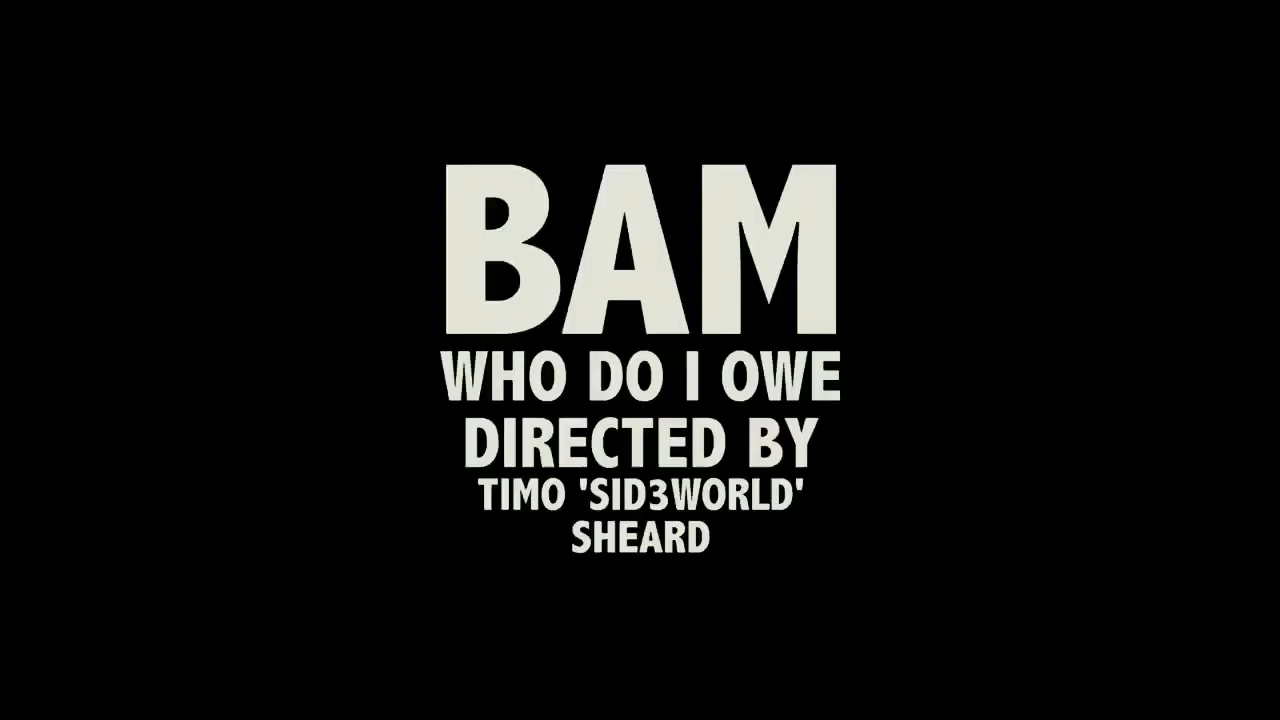 BAM
WHO DO I OWE
DIRECTED BY
TIMO 'SID3WORLD'
SHEARD